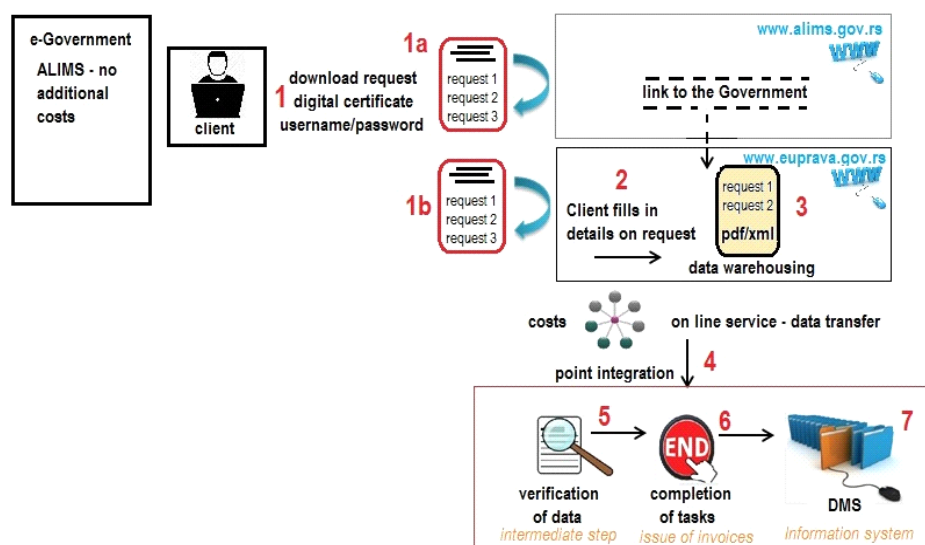 e-Government
ALIMS - no
additional
costs
client
1
download request
digital certificate
username/password
1a
request 1
request 2
request 3
www.alims.gov.rs
WWW
link to the Government
1b
request 1
request 2
request 3
www.euprava.gov.rs
WWW
2
Client fills in
details on request
request 1
request 2
pdf/xml
3
data warehousing
costs
on line service - data transfer
point integration
4
5
END
6
7
verification
of data
intermediate step
completion
of tasks
issue of invoices
DMS
Information system